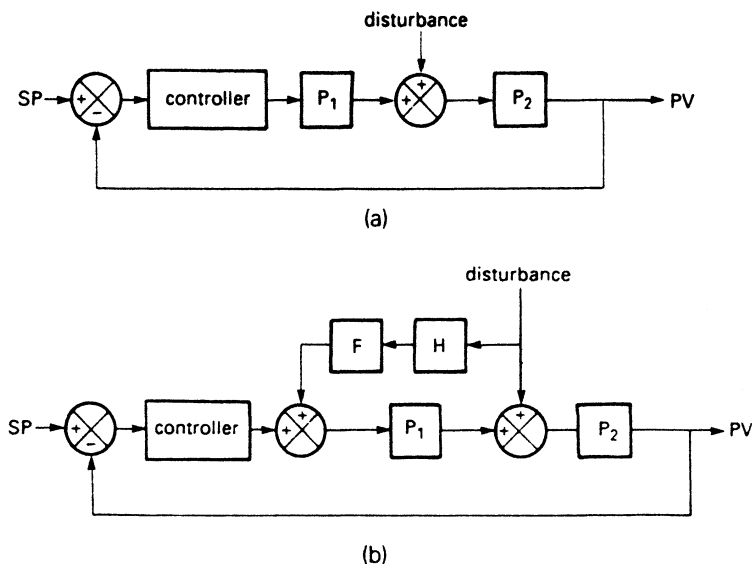 disturbance
SP + − controller P₁ + + P₂ PV
(a)
disturbance
F H
SP + − controller + + P₁ + + P₂ PV
(b)